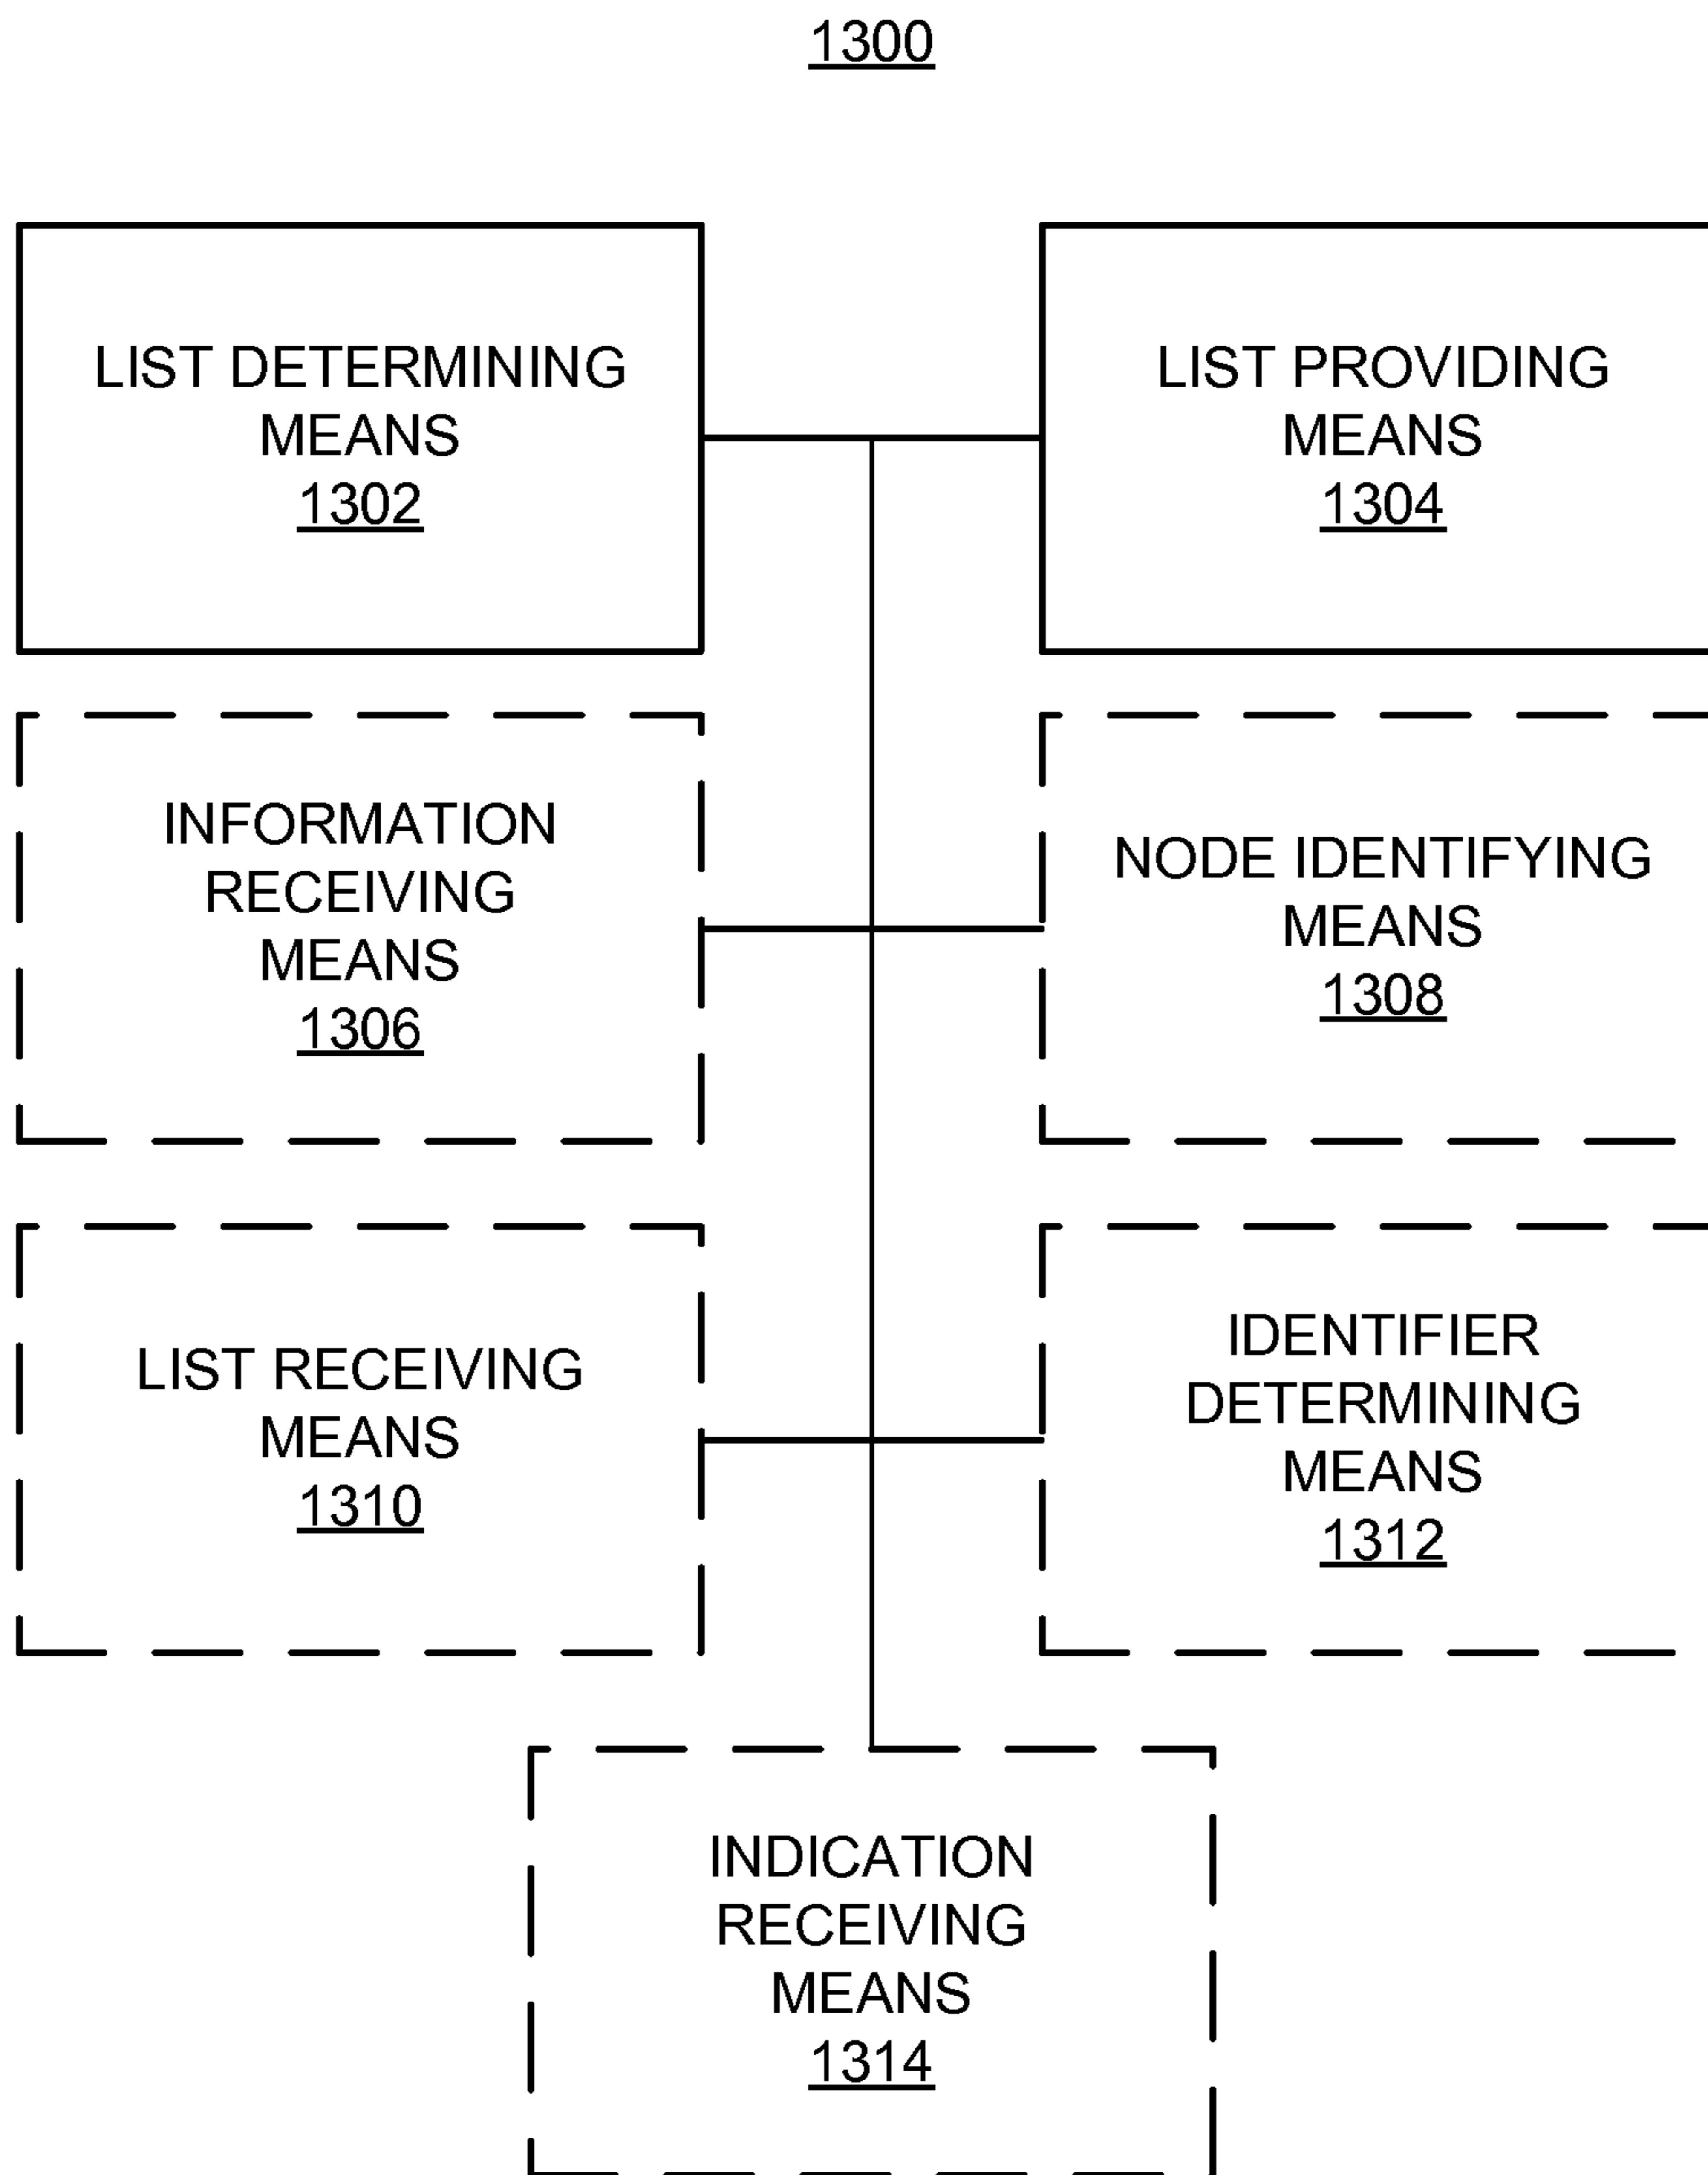 1300
LIST DETERMINING
MEANS
1302
LIST PROVIDING
MEANS
1304
INFORMATION
RECEIVING
MEANS
1306
NODE IDENTIFYING
MEANS
1308
LIST RECEIVING
MEANS
1310
IDENTIFIER
DETERMINING
MEANS
1312
INDICATION
RECEIVING
MEANS
1314